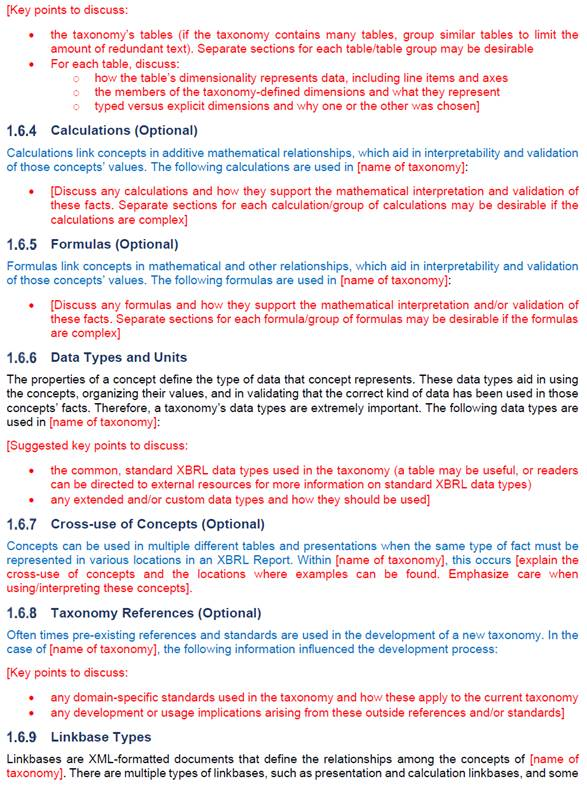 [Key points to discuss:
• the taxonomy's tables (if the taxonomy contains many tables, group similar tables to limit the
amount of redundant text). Separate sections for each table/table group may be desirable
• For each table, discuss:
○ how the table's dimensionality represents data, including line items and axes
○ the members of the taxonomy-defined dimensions and what they represent
○ typed versus explicit dimensions and why one or the other was chosen]
1.6.4 Calculations (Optional)
Calculations link concepts in additive mathematical relationships, which aid in interpretability and validation
of those concepts' values. The following calculations are used in [name of taxonomy]:
• [Discuss any calculations and how they support the mathematical interpretation and validation of
these facts. Separate sections for each calculation/group of calculations may be desirable if the
calculations are complex]
1.6.5 Formulas (Optional)
Formulas link concepts in mathematical and other relationships, which aid in interpretability and validation
of those concepts' values. The following formulas are used in [name of taxonomy]:
• [Discuss any formulas and how they support the mathematical interpretation and/or validation of
these facts. Separate sections for each formula/group of formulas may be desirable if the formulas
are complex]
1.6.6 Data Types and Units
The properties of a concept define the type of data that concept represents. These data types aid in using
the concepts, organizing their values, and in validating that the correct kind of data has been used in those
concepts' facts. Therefore, a taxonomy's data types are extremely important. The following data types are
used in [name of taxonomy]:
[Suggested key points to discuss:
• the common, standard XBRL data types used in the taxonomy (a table may be useful, or readers
can be directed to external resources for more information on standard XBRL data types)
• any extended and/or custom data types and how they should be used]
1.6.7 Cross-use of Concepts (Optional)
Concepts can be used in multiple different tables and presentations when the same type of fact must be
represented in various locations in an XBRL Report. Within [name of taxonomy], this occurs [explain the
cross-use of concepts and the locations where examples can be found. Emphasize care when
using/interpreting these concepts].
1.6.8 Taxonomy References (Optional)
Often times pre-existing references and standards are used in the development of a new taxonomy. In the
case of [name of taxonomy], the following information influenced the development process:
[Key points to discuss:
• any domain-specific standards used in the taxonomy and how these apply to the current taxonomy
• any development or usage implications arising from these outside references and/or standards]
1.6.9 Linkbase Types
Linkbases are XML-formatted documents that define the relationships among the concepts of [name of
taxonomy]. There are multiple types of linkbases, such as presentation and calculation linkbases, and some